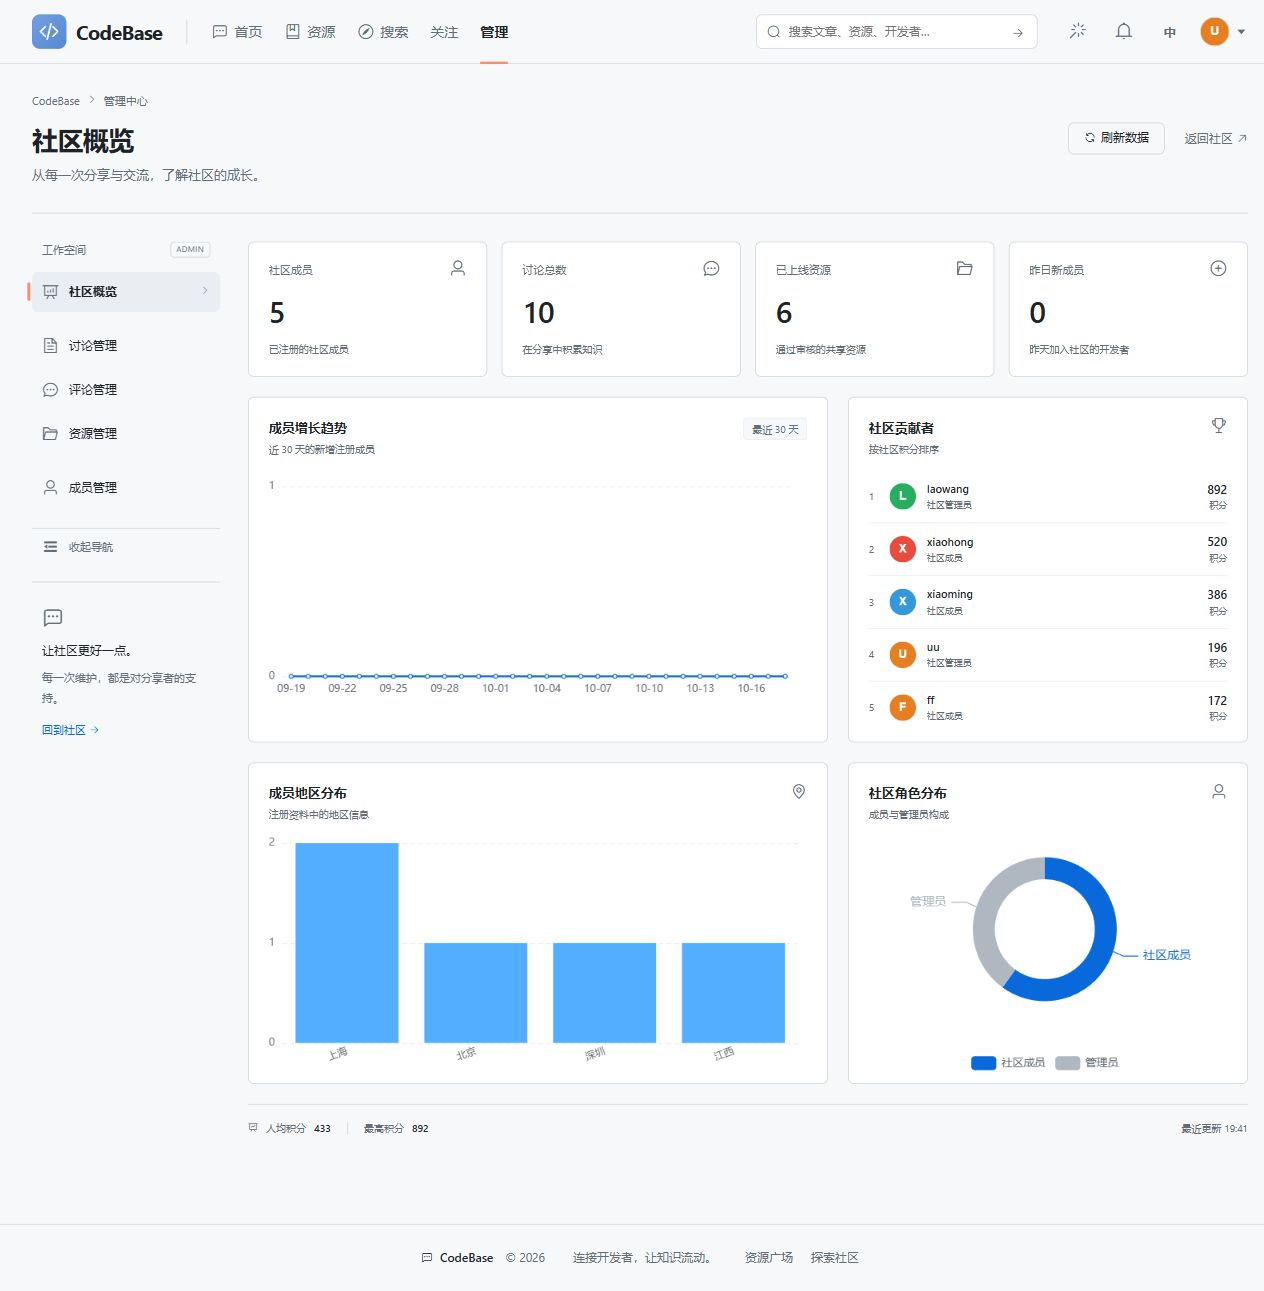 CodeBase
首页
资源
搜索
关注
管理
搜索文章、资源、开发者...
中
U
CodeBase > 管理中心
社区概览
从每一次分享与交流，了解社区的成长。
刷新数据
返回社区
工作空间
ADMIN
社区概览
讨论管理
评论管理
资源管理
成员管理
收起导航
让社区更好一点。
每一次维护，都是对分享者的支
持。
回到社区
社区成员
5
已注册的社区成员
讨论总数
10
在分享中积累知识
已上线资源
6
通过审核的共享资源
昨日新成员
0
昨天加入社区的开发者
成员增长趋势
近 30 天的新增注册成员
最近 30 天
1
0
09-19 09-22 09-25 09-28 10-01 10-04 10-07 10-10 10-13 10-16
社区贡献者
按社区积分排序
1 L laowang 892
社区管理员 积分
2 X xiaohong 520
社区成员 积分
3 X xiaoming 386
社区成员 积分
4 U uu 196
社区管理员 积分
5 F ff 172
社区成员 积分
成员地区分布
注册资料中的地区信息
2
1
0
上海 北京 深圳 江西
社区角色分布
成员与管理员构成
管理员
社区成员
社区成员 管理员
人均积分 433
最高积分 892
最近更新 19:41
CodeBase © 2026 连接开发者，让知识流动。 资源广场 探索社区